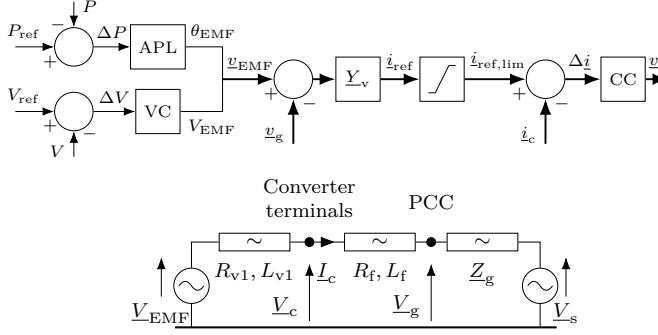 P
P_ref − ΔP APL θ_EMF
+
v_EMF Y_v i_ref i_ref,lim Δi CC v
+ − + −
V_ref ΔV VC V_EMF
+ −
V v_g i_c
Converter terminals
PCC
∼ ∼ ∼
R_v1, L_v1 I_c R_f, L_f Z_g
V_EMF V_c V_g V_s